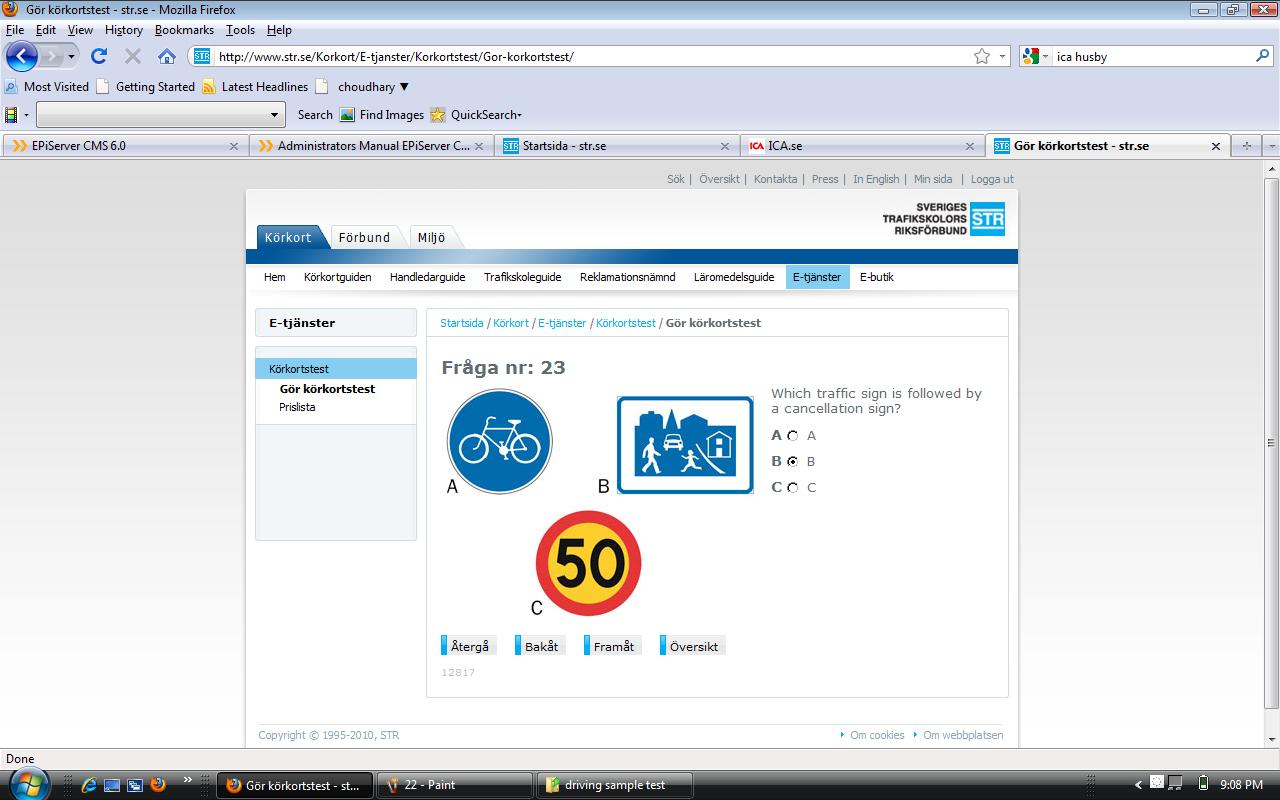 Gör körkortstest - str.se - Mozilla Firefox
File Edit View History Bookmarks Tools Help
STR http://www.str.se/Korkort/E-tjanster/Korkortstest/Gor-korkortstest/ ica husby
Most Visited Getting Started Latest Headlines choudhary
Search Find Images QuickSearch
EPiServer CMS 6.0 Administrators Manual EPiServer C... STR Startsida - str.se ICA ICA.se STR Gör körkortstest - str.se
Sök | Översikt | Kontakta | Press | In English | Min sida | Logga ut
SVERIGES
TRAFIKSKOLORS STR
RIKSFÖRBUND
Körkort Förbund Miljö
Hem Körkortguiden Handledarguide Trafikskoleguide Reklamationsnämnd Läromedelsguide E-tjänster E-butik
E-tjänster
Körkortstest
Gör körkortstest
Prislista
Startsida / Körkort / E-tjänster / Körkortstest / Gör körkortstest
Fråga nr: 23
Which traffic sign is followed by
a cancellation sign?
A A
B B
C C
A
B
50
C
Återgå Bakåt Framåt Översikt
12817
Copyright © 1995-2010, STR Om cookies Om webbplatsen
Done
Gör körkortstest - st... 22 - Paint driving sample test 9:08 PM